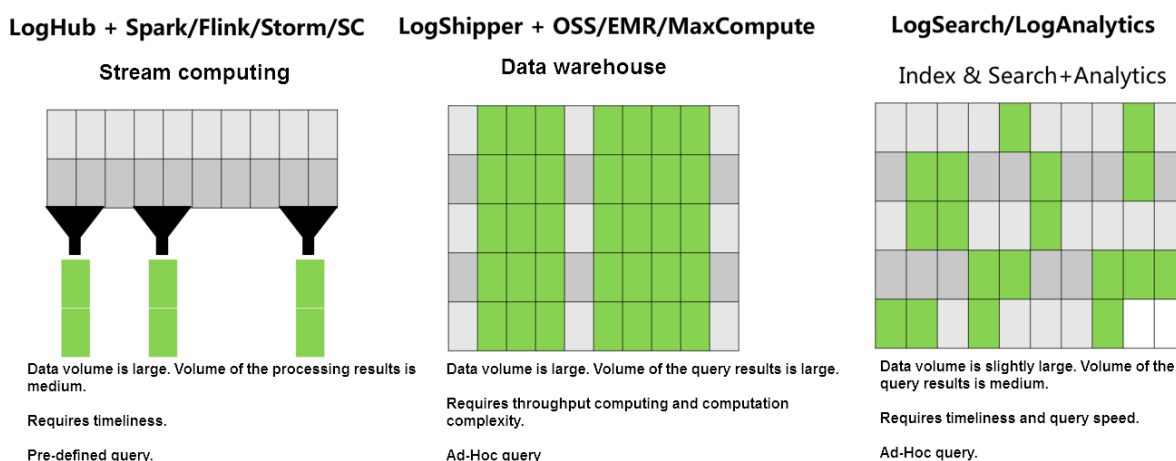 LogHub + Spark/Flink/Storm/SC
Stream computing
Data volume is large. Volume of the processing results is
medium.
Requires timeliness.
Pre-defined query.
LogShipper + OSS/EMR/MaxCompute
Data warehouse
Data volume is large. Volume of the query results is large.
Requires throughput computing and computation
complexity.
Ad-Hoc query
LogSearch/LogAnalytics
Index & Search+Analytics
Data volume is slightly large. Volume of the
query results is medium.
Requires timeliness and query speed.
Ad-Hoc query.